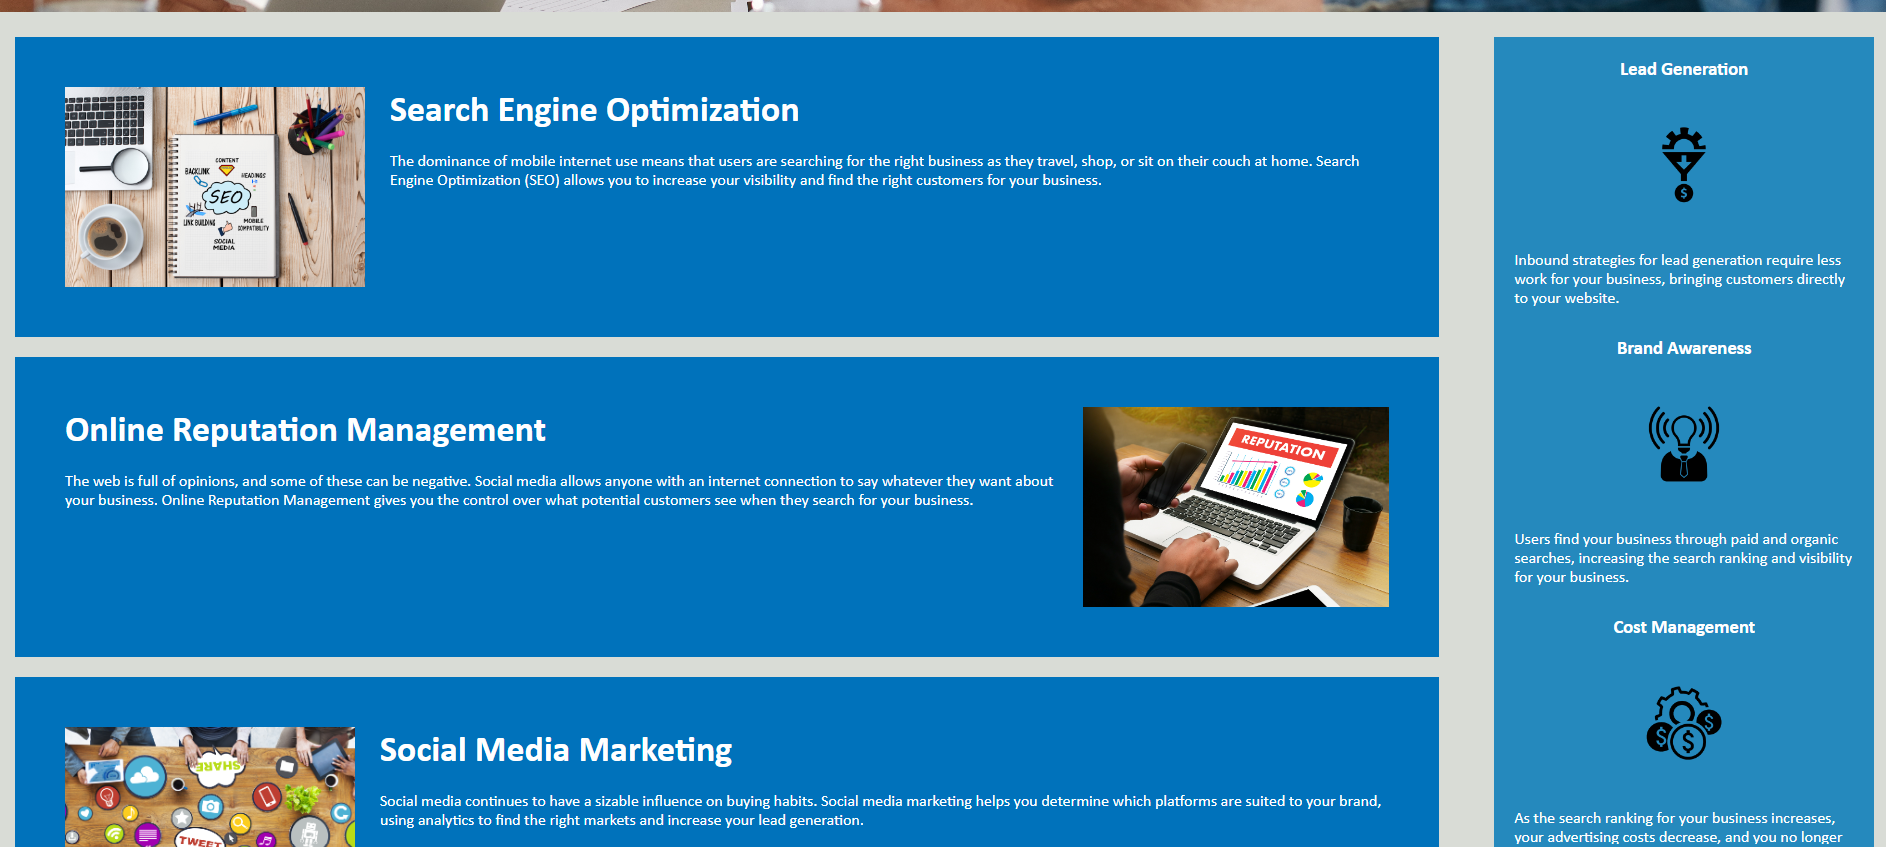 Search Engine Optimization
The dominance of mobile internet use means that users are searching for the right business as they travel, shop, or sit on their couch at home. Search
Engine Optimization (SEO) allows you to increase your visibility and find the right customers for your business.
CONTENT
BACKLINK
HEADINGS
SEO
LINK BUILDING
MOBILE
COMPATIBILITY
SOCIAL
MEDIA
Online Reputation Management
The web is full of opinions, and some of these can be negative. Social media allows anyone with an internet connection to say whatever they want about
your business. Online Reputation Management gives you the control over what potential customers see when they search for your business.
REPUTATION
Social Media Marketing
Social media continues to have a sizable influence on buying habits. Social media marketing helps you determine which platforms are suited to your brand,
using analytics to find the right markets and increase your lead generation.
SHARE
TWEET
Lead Generation
$
Inbound strategies for lead generation require less
work for your business, bringing customers directly
to your website.
Brand Awareness
Users find your business through paid and organic
searches, increasing the search ranking and visibility
for your business.
Cost Management
$
$
$
As the search ranking for your business increases,
your advertising costs decrease, and you no longer